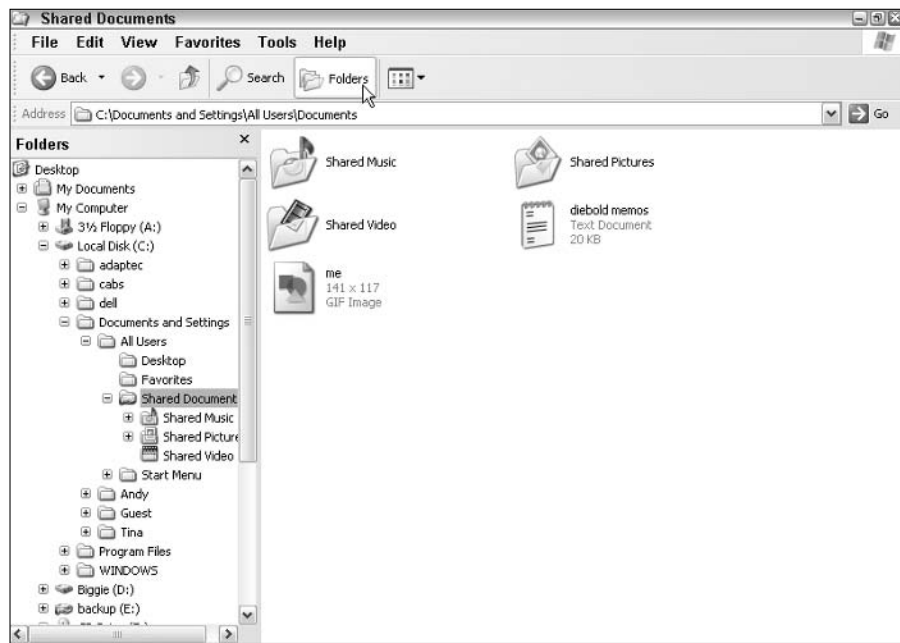 Shared Documents
File Edit View Favorites Tools Help
Back Search Folders
Address C:\Documents and Settings\All Users\Documents Go
Folders
Desktop
My Documents
My Computer
3½ Floppy (A:)
Local Disk (C:)
adaptec
cabs
dell
Documents and Settings
All Users
Desktop
Favorites
Shared Document
Shared Music
Shared Picture
Shared Video
Start Menu
Andy
Guest
Tina
Program Files
WINDOWS
Biggie (D:)
backup (E:)
Shared Music
Shared Pictures
Shared Video
diebold memos
Text Document
20 KB
me
141 x 117
GIF Image